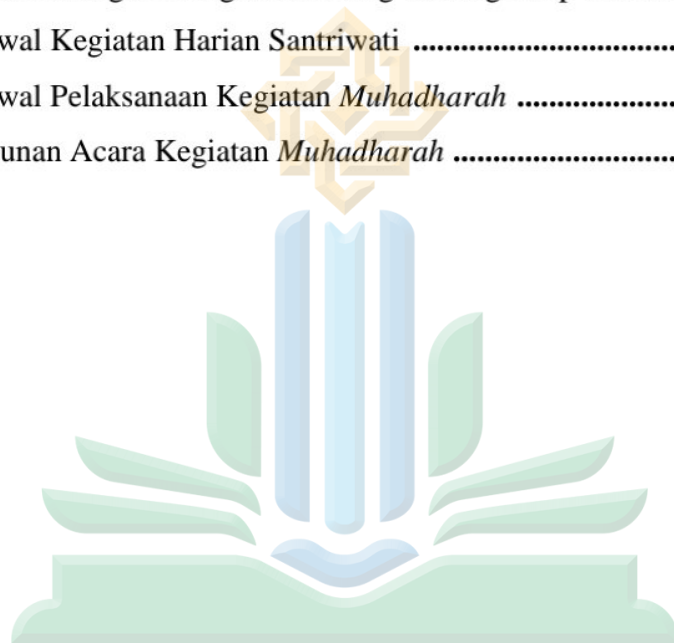 wal Kegiatan Harian Santriwati ..................................
wal Pelaksanaan Kegiatan Muhadharah ....................
unan Acara Kegiatan Muhadharah ............................